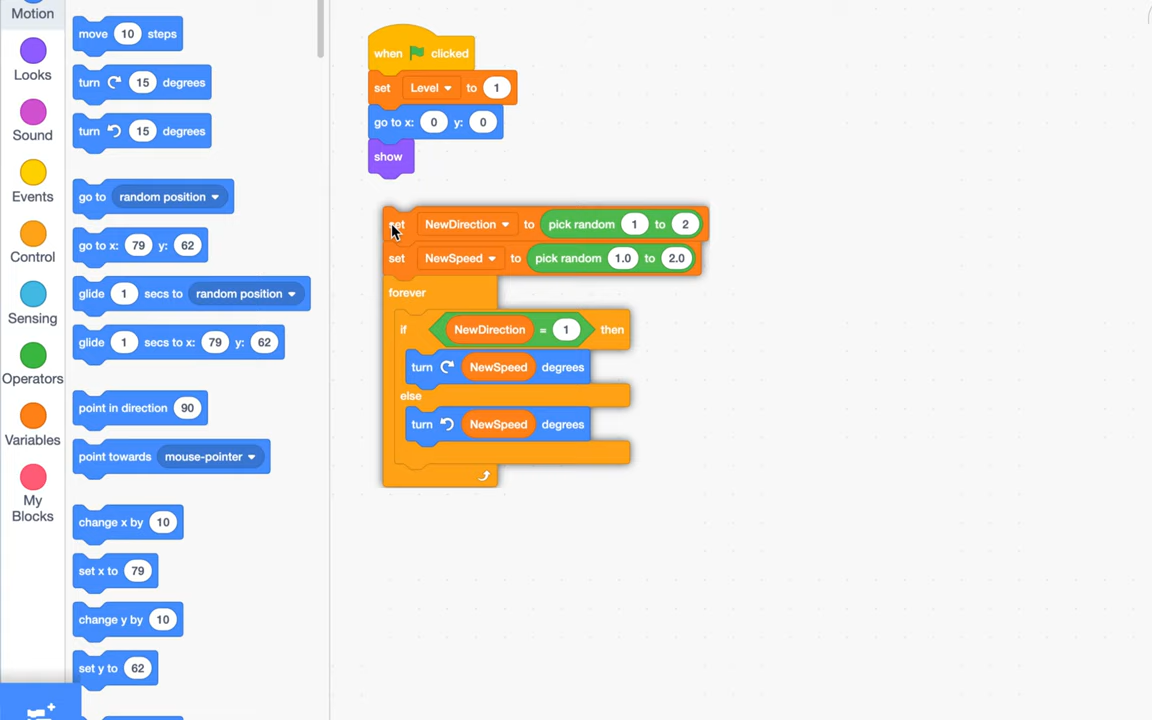 Motion
Looks
Sound
Events
Control
Sensing
Operators
Variables
My
Blocks
move 10 steps
turn 15 degrees
turn 15 degrees
go to random position
go to x: 79 y: 62
glide 1 secs to random position
glide 1 secs to x: 79 y: 62
point in direction 90
point towards mouse-pointer
change x by 10
set x to 79
change y by 10
set y to 62
when clicked
set Level to 1
go to x: 0 y: 0
show
set NewDirection to pick random 1 to 2
set NewSpeed to pick random 1.0 to 2.0
forever
if NewDirection = 1 then
turn NewSpeed degrees
else
turn NewSpeed degrees